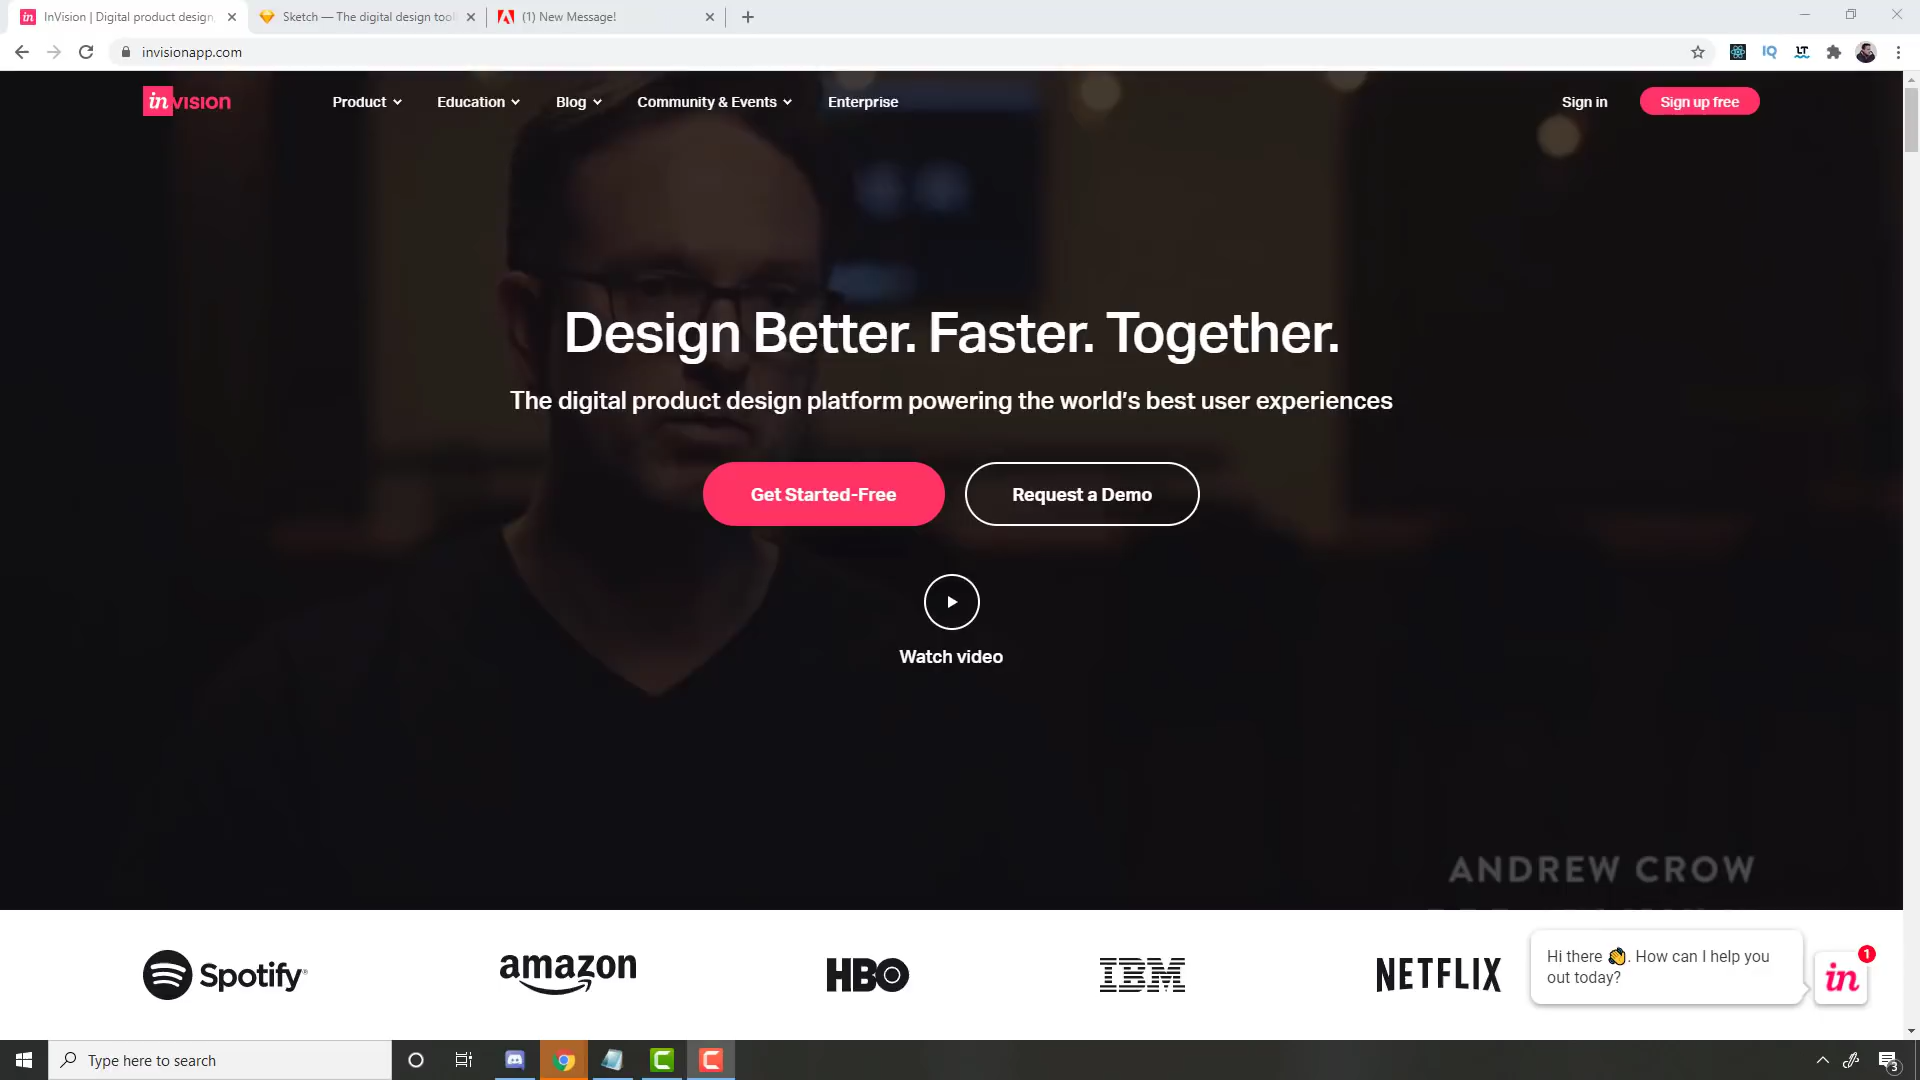 InVision | Digital product design,
Sketch — The digital design tool
(1) New Message!
invisionapp.com
IQ
LT
invision
Product
Education
Blog
Community & Events
Enterprise
Sign in
Sign up free
Design Better. Faster. Together.
The digital product design platform powering the world's best user experiences
Get Started-Free
Request a Demo
Watch video
ANDREW CROW
Spotify
amazon
HBO
IBM
NETFLIX
Hi there 👋. How can I help you
out today?
in
1
Type here to search
3